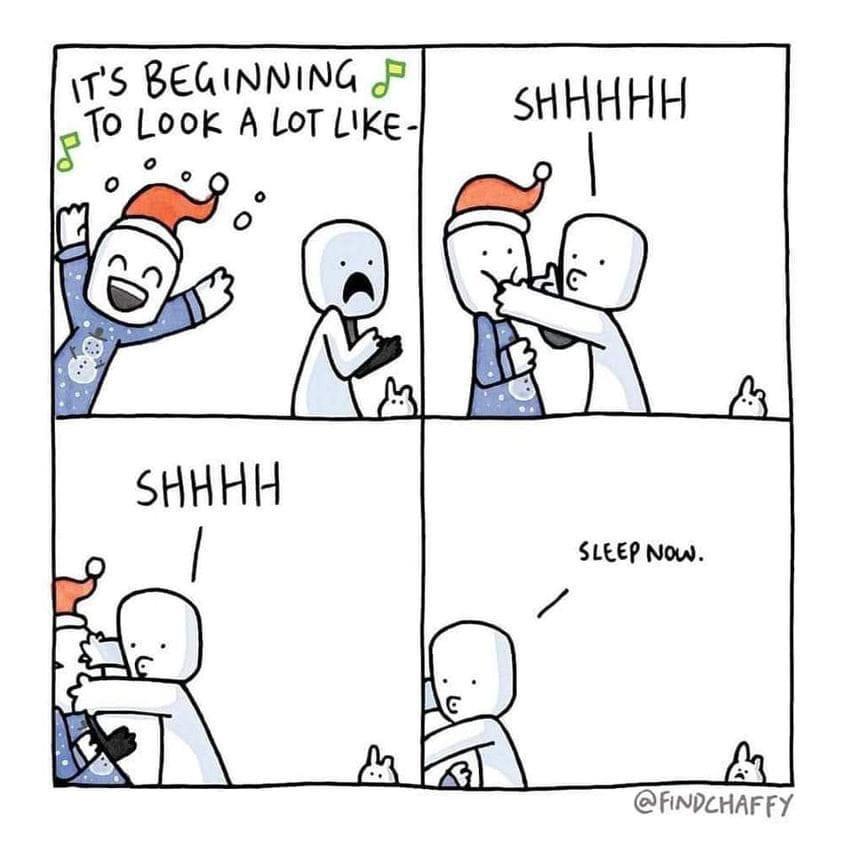 IT'S BEGINNING
TO LOOK A LOT LIKE-
SHHHHH
SHHHH
SLEEP NOW.
@FINDCHAFFY